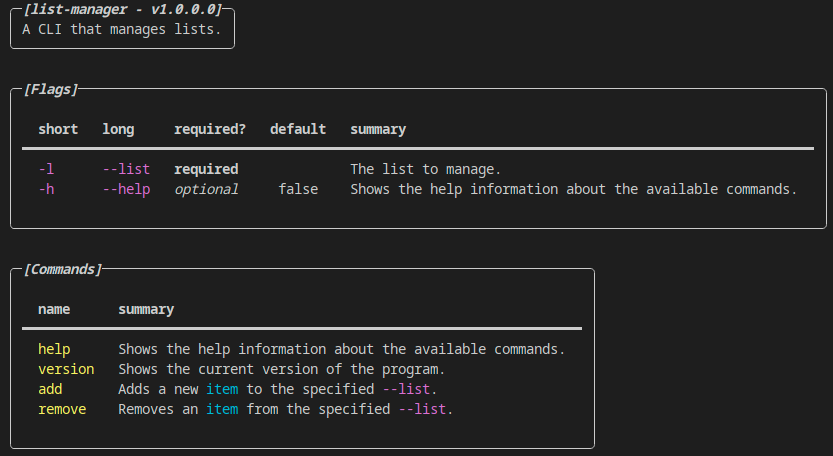 [list-manager - v1.0.0.0]
A CLI that manages lists.
[Flags]
short long required? default summary
-l --list required The list to manage.
-h --help optional false Shows the help information about the available commands.
[Commands]
name summary
help Shows the help information about the available commands.
version Shows the current version of the program.
add Adds a new item to the specified --list.
remove Removes an item from the specified --list.